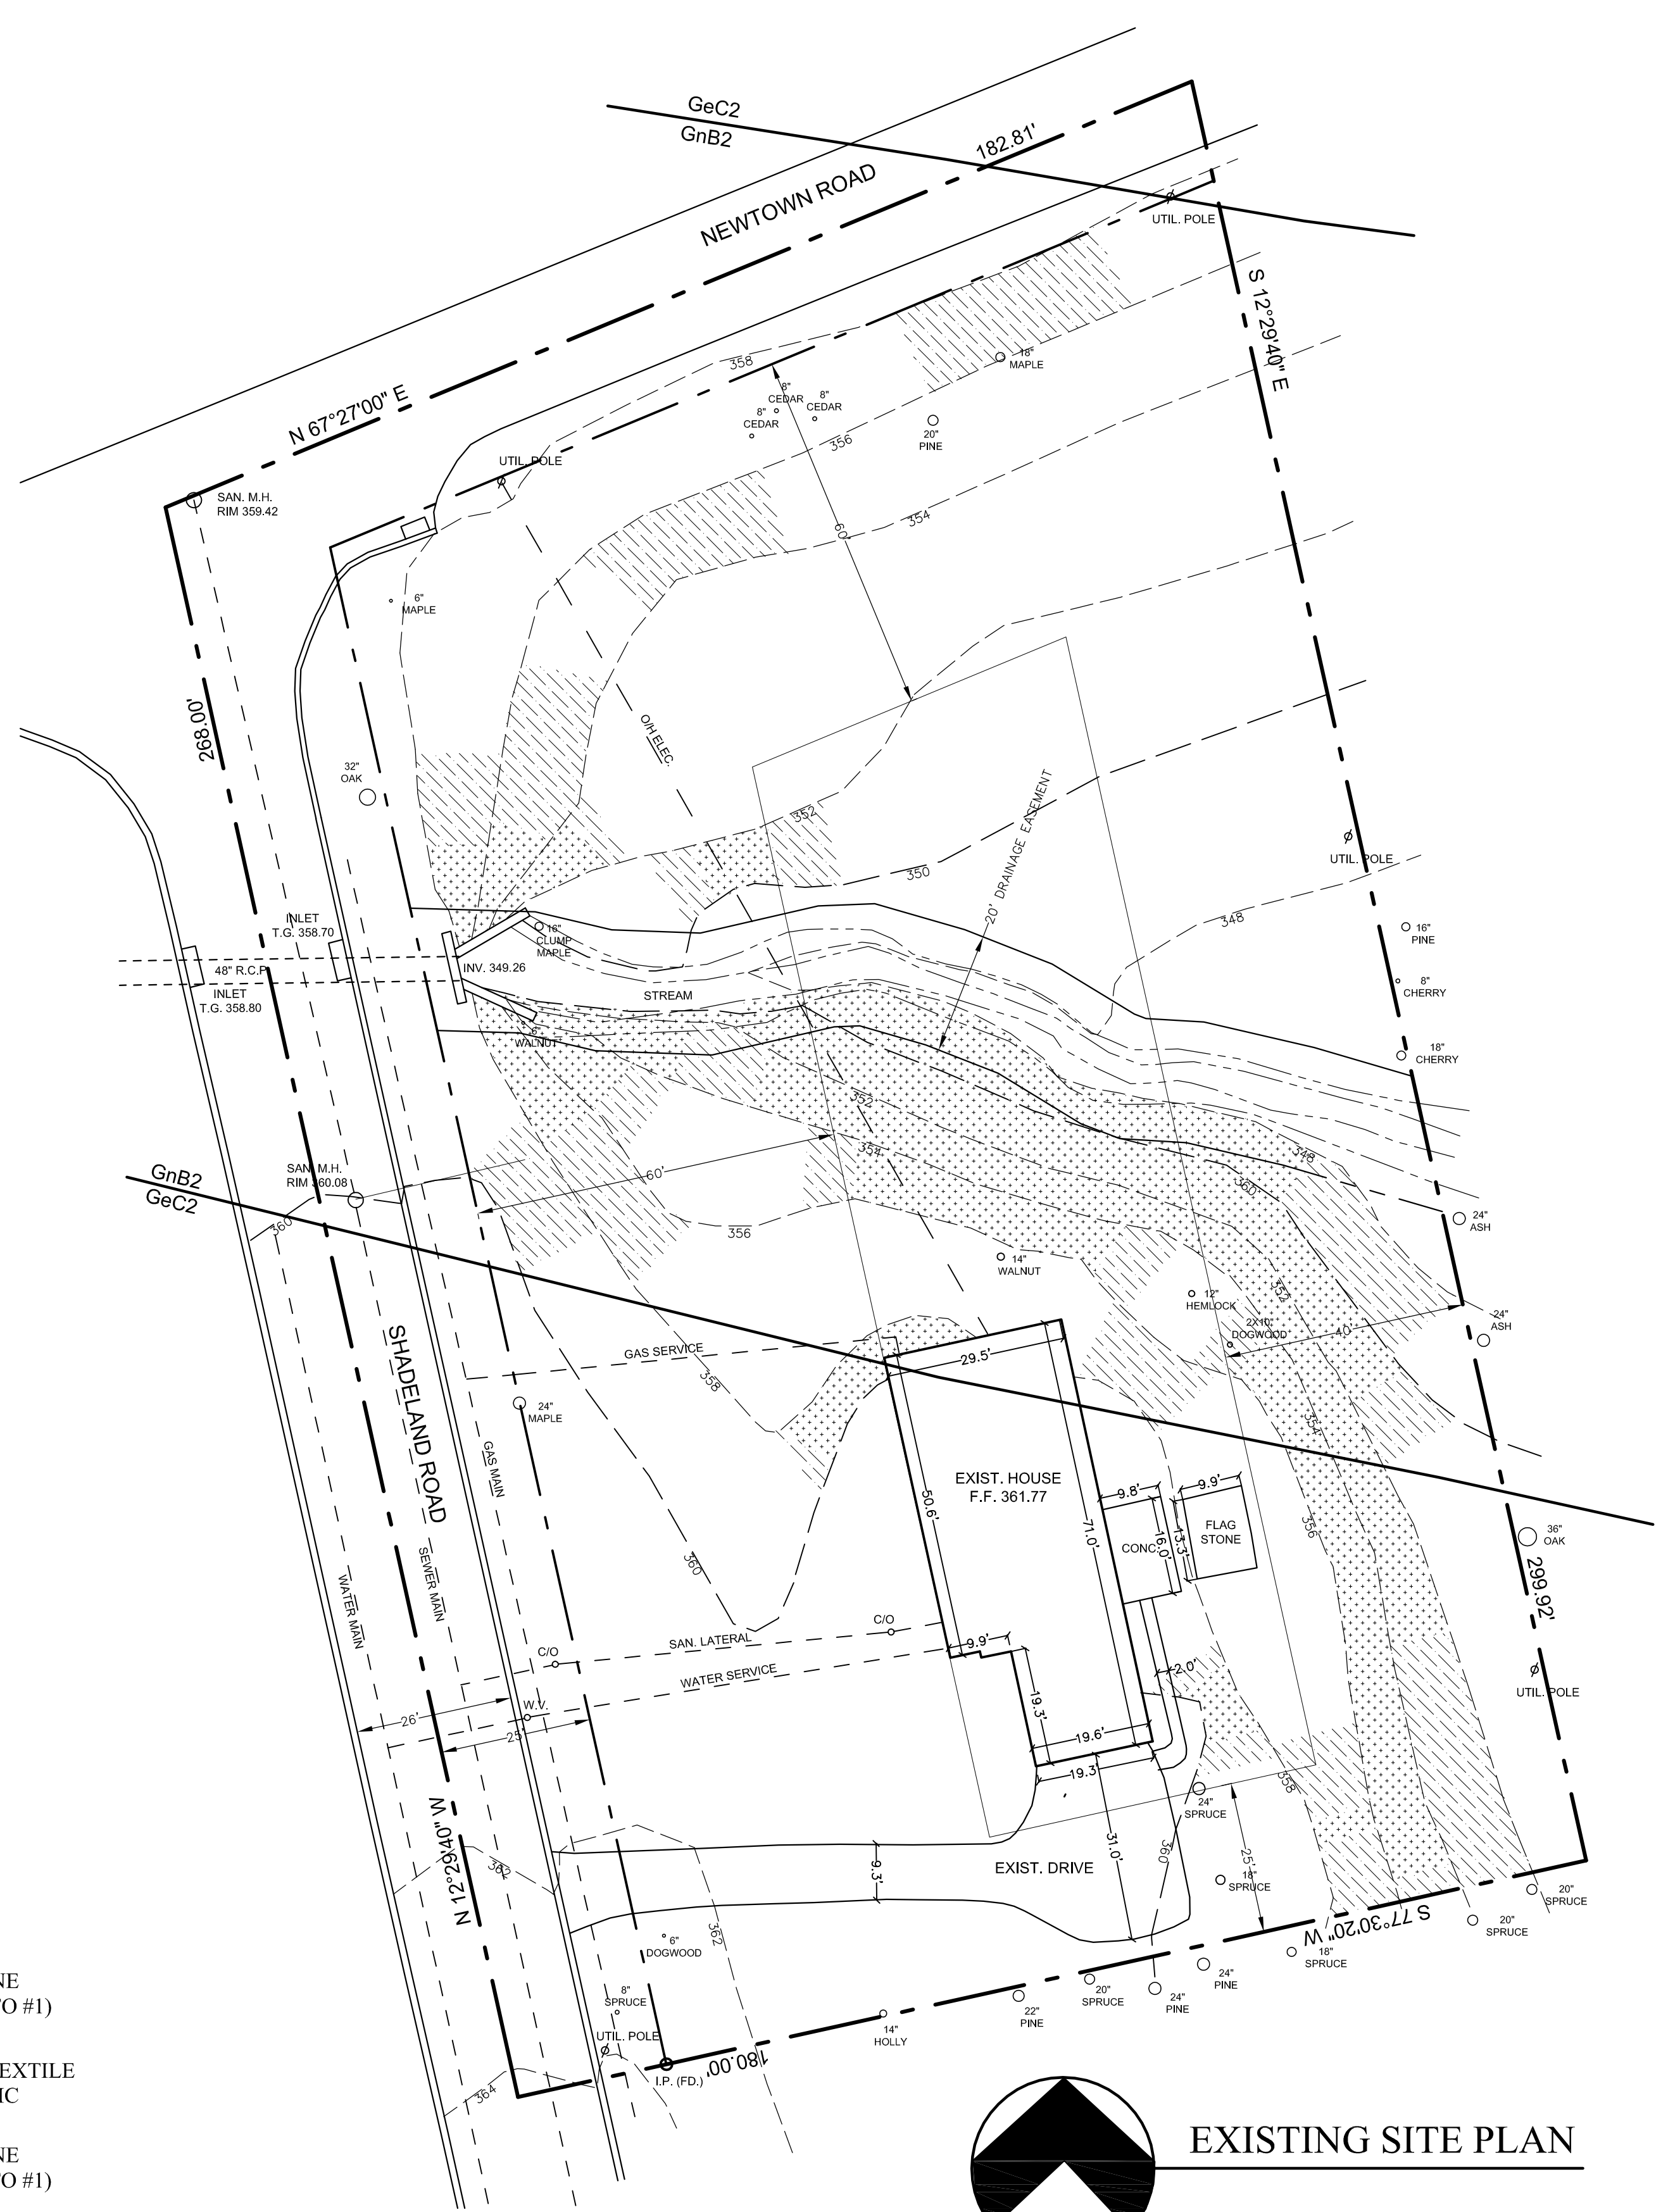 GeC2
GnB2
182.81'
NEWTOWN ROAD
UTIL. POLE
S 12°29'40" E
N 67°27'00" E
358
18"
MAPLE
8"
CEDAR
8"
CEDAR
8"
CEDAR
356
20"
PINE
UTIL. POLE
SAN. M.H.
RIM 359.42
354
60'
6"
MAPLE
268.00'
O/H ELEC.
32"
OAK
352
20' DRAINAGE EASEMENT
UTIL. POLE
350
348
INLET
T.G. 358.70
16"
CLUMP
MAPLE
16"
PINE
48" R.C.P.
INV. 349.26
8"
CHERRY
INLET
T.G. 358.80
STREAM
6"
WALNUT
18"
CHERRY
352
354
348
SAN. M.H.
RIM 360.08
GnB2
GeC2
60'
360
360
356
24"
ASH
14"
WALNUT
12"
HEMLOCK
352
2X10"
DOGWOOD
40'
24"
ASH
SHADELAND ROAD
GAS SERVICE
29.5'
358
24"
MAPLE
354
GAS MAIN
EXIST. HOUSE
F.F. 361.77
50.6'
71.0'
9.8'
9.9'
CONC.
16.0'
13.3'
FLAG
STONE
356
36"
OAK
299.92'
360
WATER MAIN
SEWER MAIN
C/O
SAN. LATERAL
C/O
9.9'
WATER SERVICE
2.0'
UTIL. POLE
W.V.
26'
25'
19.3'
19.6'
19.3'
358
24"
SPRUCE
N 12°29'40" W
362
9.3'
EXIST. DRIVE
31.0'
360
25'
18"
SPRUCE
20"
SPRUCE
S 77°30'20" W
20"
SPRUCE
362
6"
DOGWOOD
18"
SPRUCE
24"
PINE
20"
SPRUCE
24"
PINE
22"
PINE
8"
SPRUCE
14"
HOLLY
UTIL. POLE
180.00'
I.P. (FD.)
364
NE
TO #1)
EXTILE
IC
NE
TO #1)
EXISTING SITE PLAN